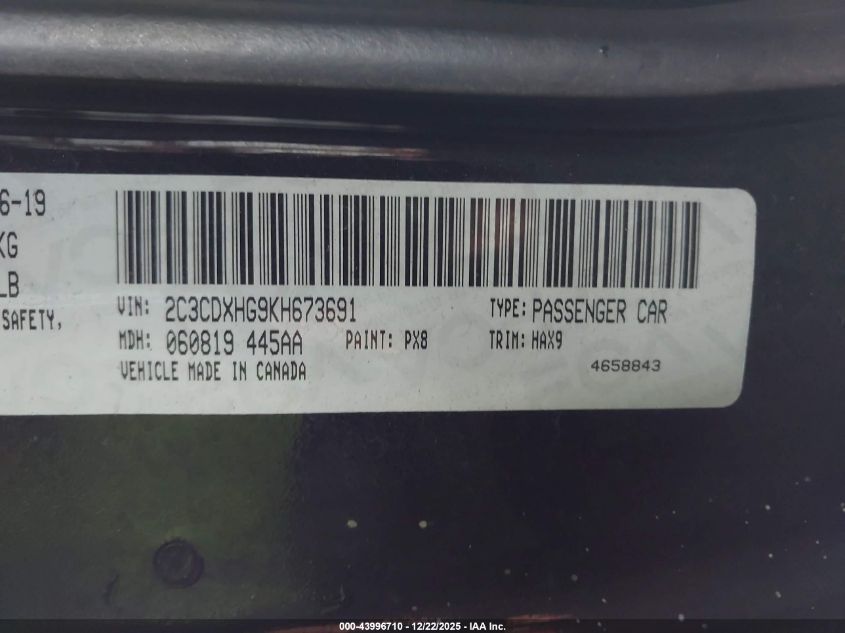 6-19
KG
LB
SAFETY,
VIN: 2C3CDXHG9KH673691 TYPE: PASSENGER CAR
MDH: 060819 445AA PAINT: PX8 TRIM: HAX9
VEHICLE MADE IN CANADA 4658843
000-43996710 - 12/22/2025 - IAA Inc.